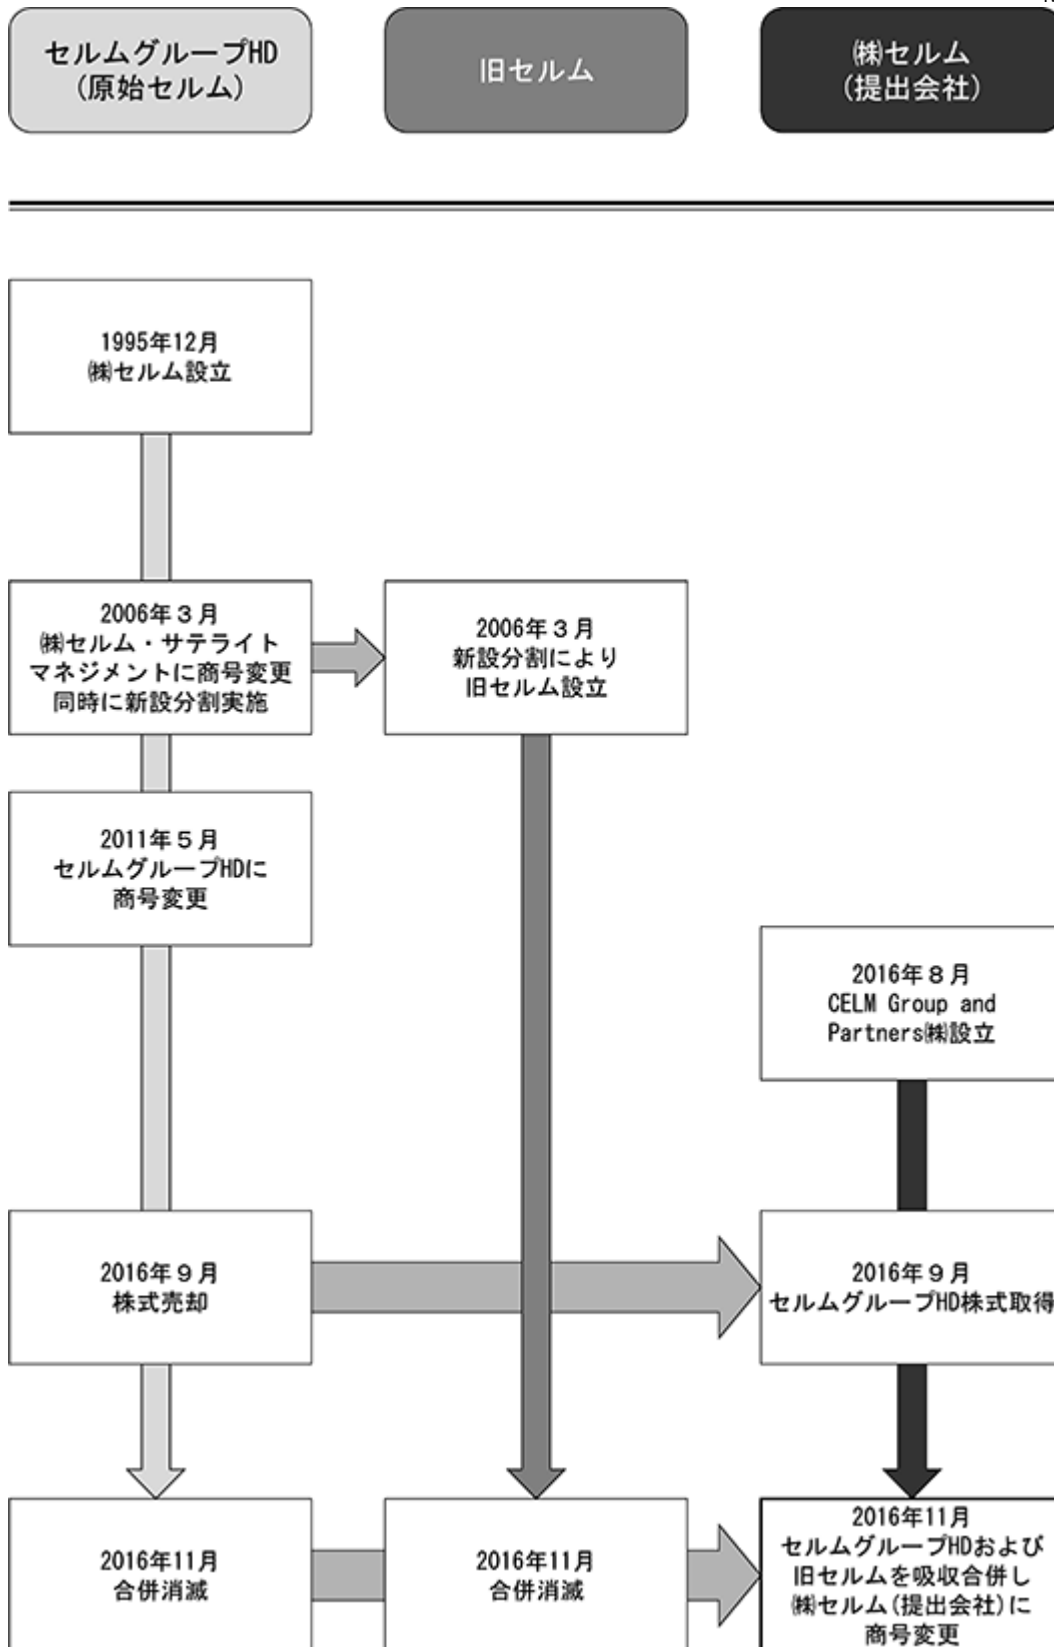 セルムグループHD
(原始セルム)
旧セルム
㈱セルム
(提出会社)
1995年12月
㈱セルム設立
2006年３月
㈱セルム・サテライト
マネジメントに商号変更
同時に新設分割実施
2006年３月
新設分割により
旧セルム設立
2011年５月
セルムグループHDに
商号変更
2016年８月
CELM Group and
Partners㈱設立
2016年９月
株式売却
2016年９月
セルムグループHD株式取得
2016年11月
合併消滅
2016年11月
合併消滅
2016年11月
セルムグループHDおよび
旧セルムを吸収合併し
㈱セルム(提出会社)に
商号変更